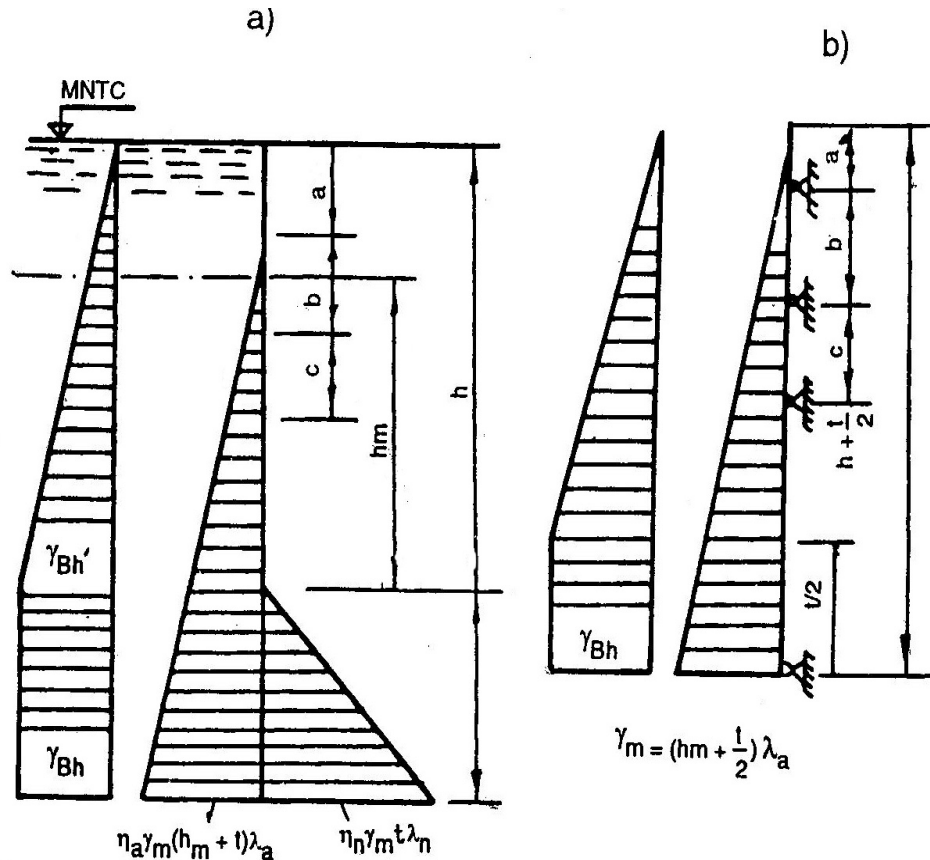 a)
b)
MNTC
a
b
c
hm
h
γBh'
γBh
ηaγm(hm + t)λa
ηnγmtλn
a
b
c
h + t/2
t/2
γBh
γm = (hm + t/2) λa